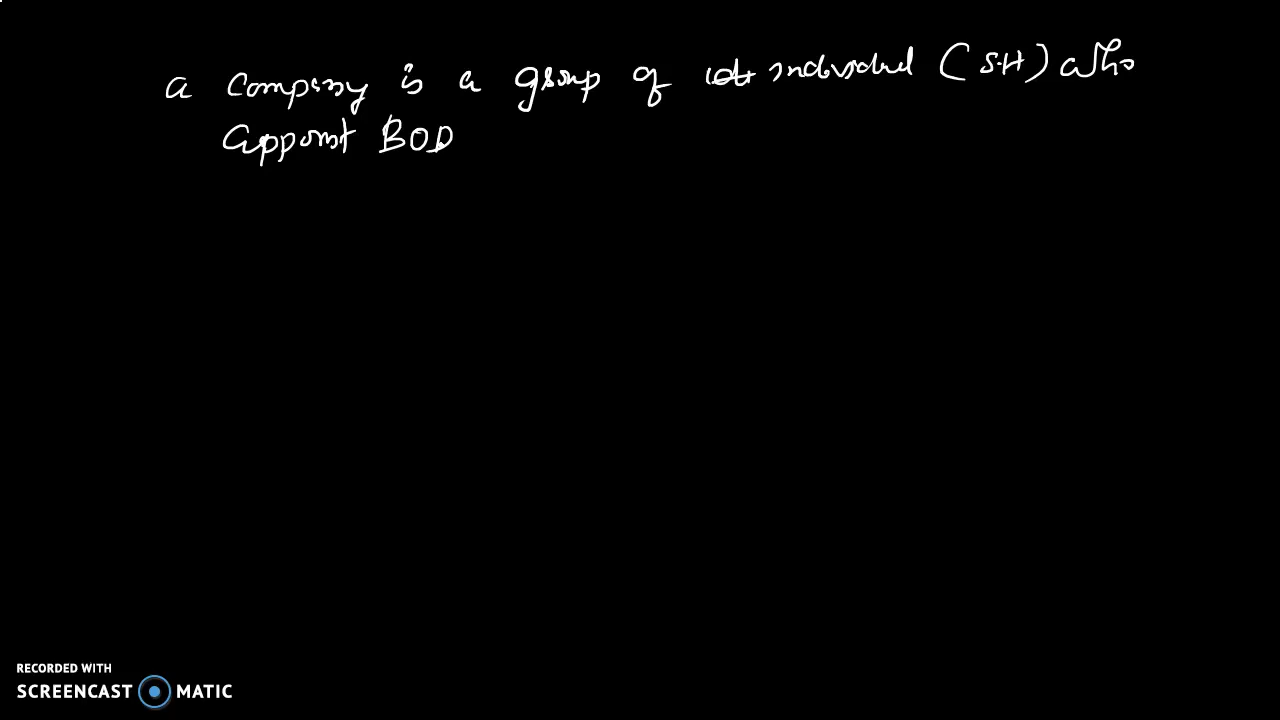 a company is a group of individual (S.H) who
appoint BOD
RECORDED WITH
SCREENCAST MATIC